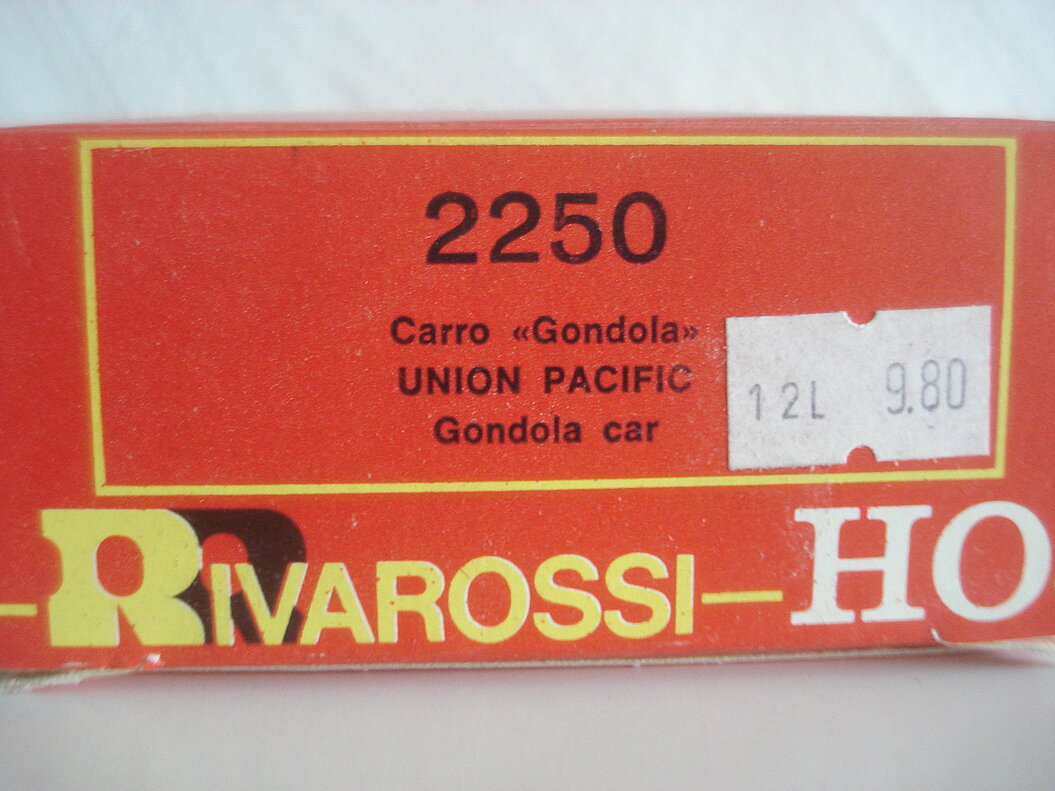 2250
Carro «Gondola»
UNION PACIFIC
Gondola car
12L 9.80
RIVAROSSI HO